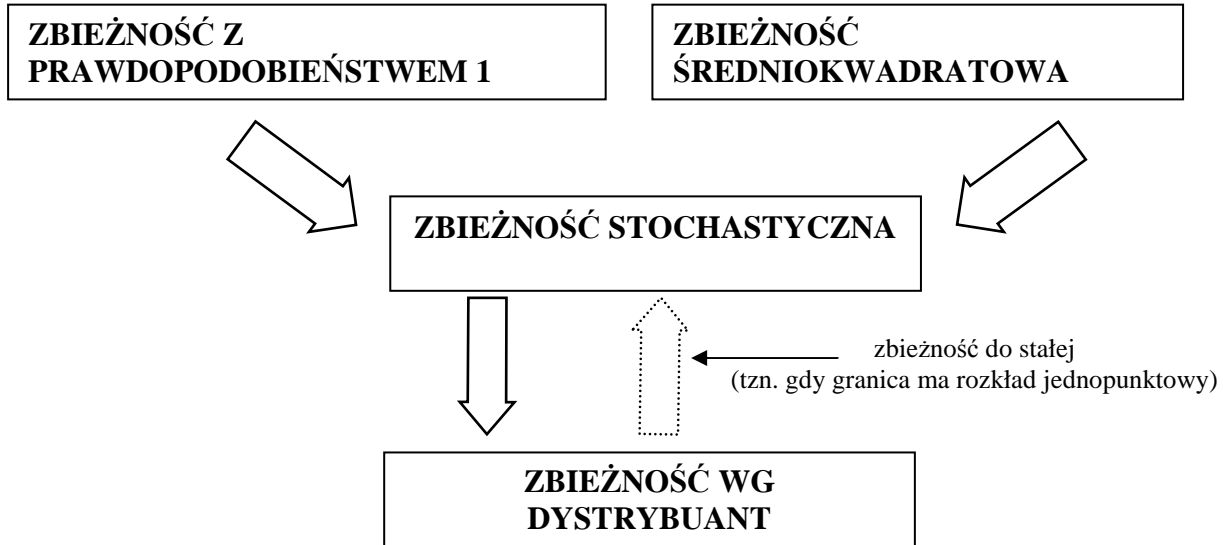 ZBIEŻNOŚĆ Z
PRAWDOPODOBIEŃSTWEM 1
ZBIEŻNOŚĆ
ŚREDNIOKWADRATOWA
ZBIEŻNOŚĆ STOCHASTYCZNA
zbieżność do stałej
(tzn. gdy granica ma rozkład jednopunktowy)
ZBIEŻNOŚĆ WG
DYSTRYBUANT